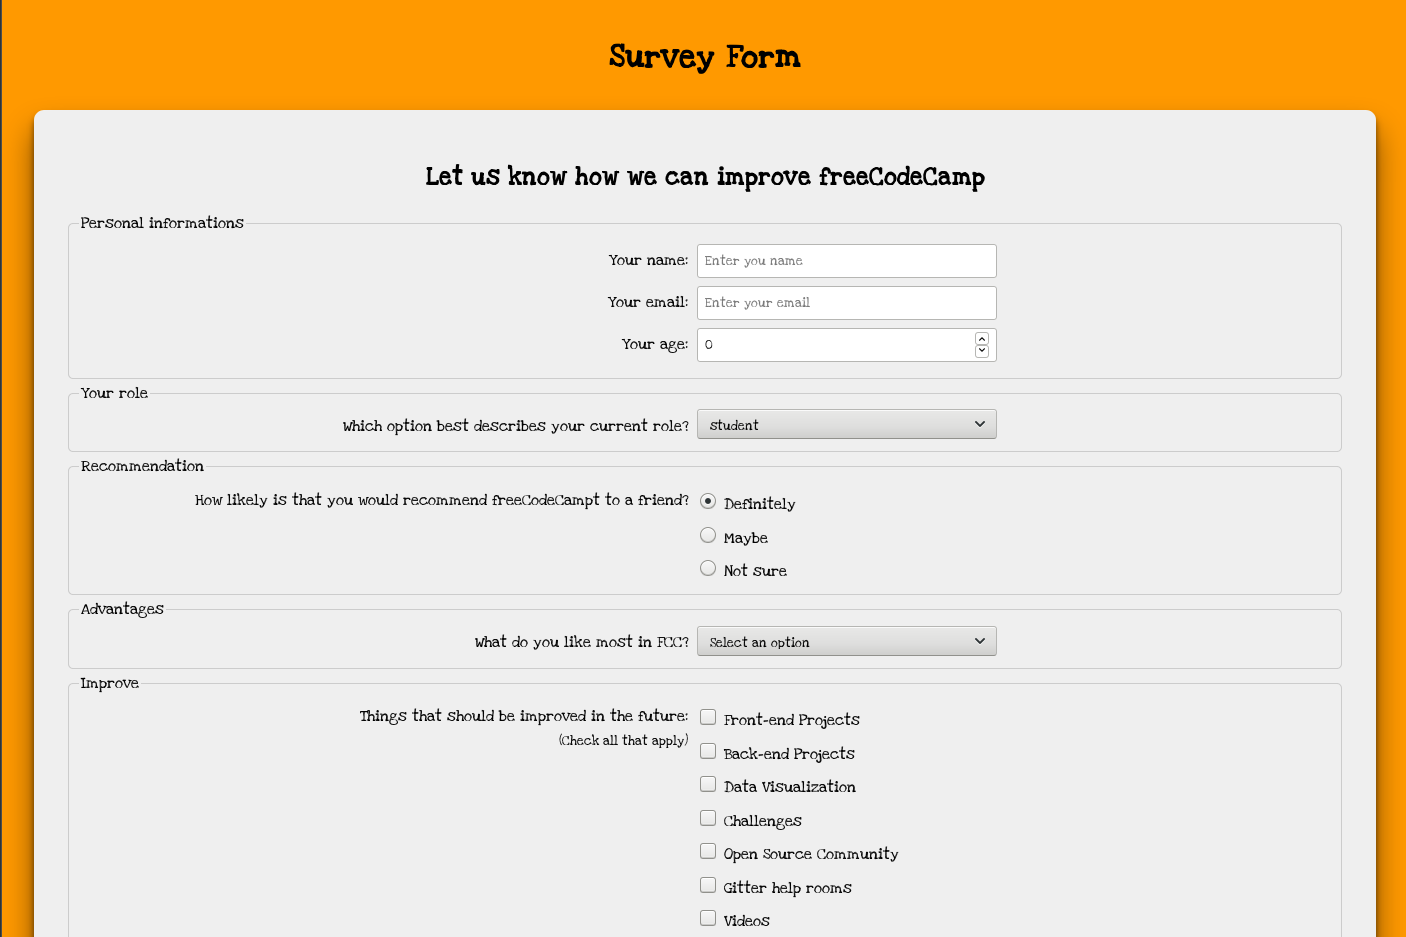 Survey Form
Let us know how we can improve freeCodeCamp
Personal informations
Your name: Enter you name
Your email: Enter your email
Your age: 0
Your role
Which option best describes your current role? student
Recommendation
How likely is that you would recommend freeCodeCampt to a friend? Definitely
Maybe
Not sure
Advantages
What do you like most in FCC? Select an option
Improve
Things that should be improved in the future: Front-end Projects
(Check all that apply)
Back-end Projects
Data Visualization
Challenges
Open Source Community
Gitter help rooms
Videos